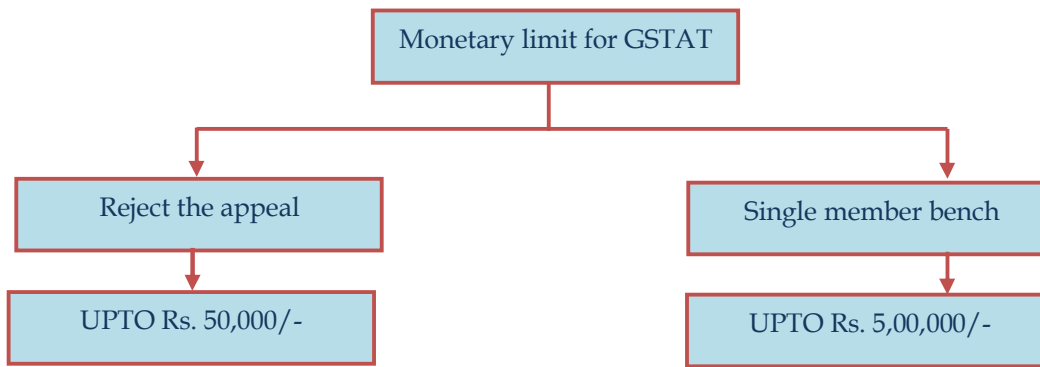 Monetary limit for GSTAT
Reject the appeal
Single member bench
UPTO Rs. 50,000/-
UPTO Rs. 5,00,000/-